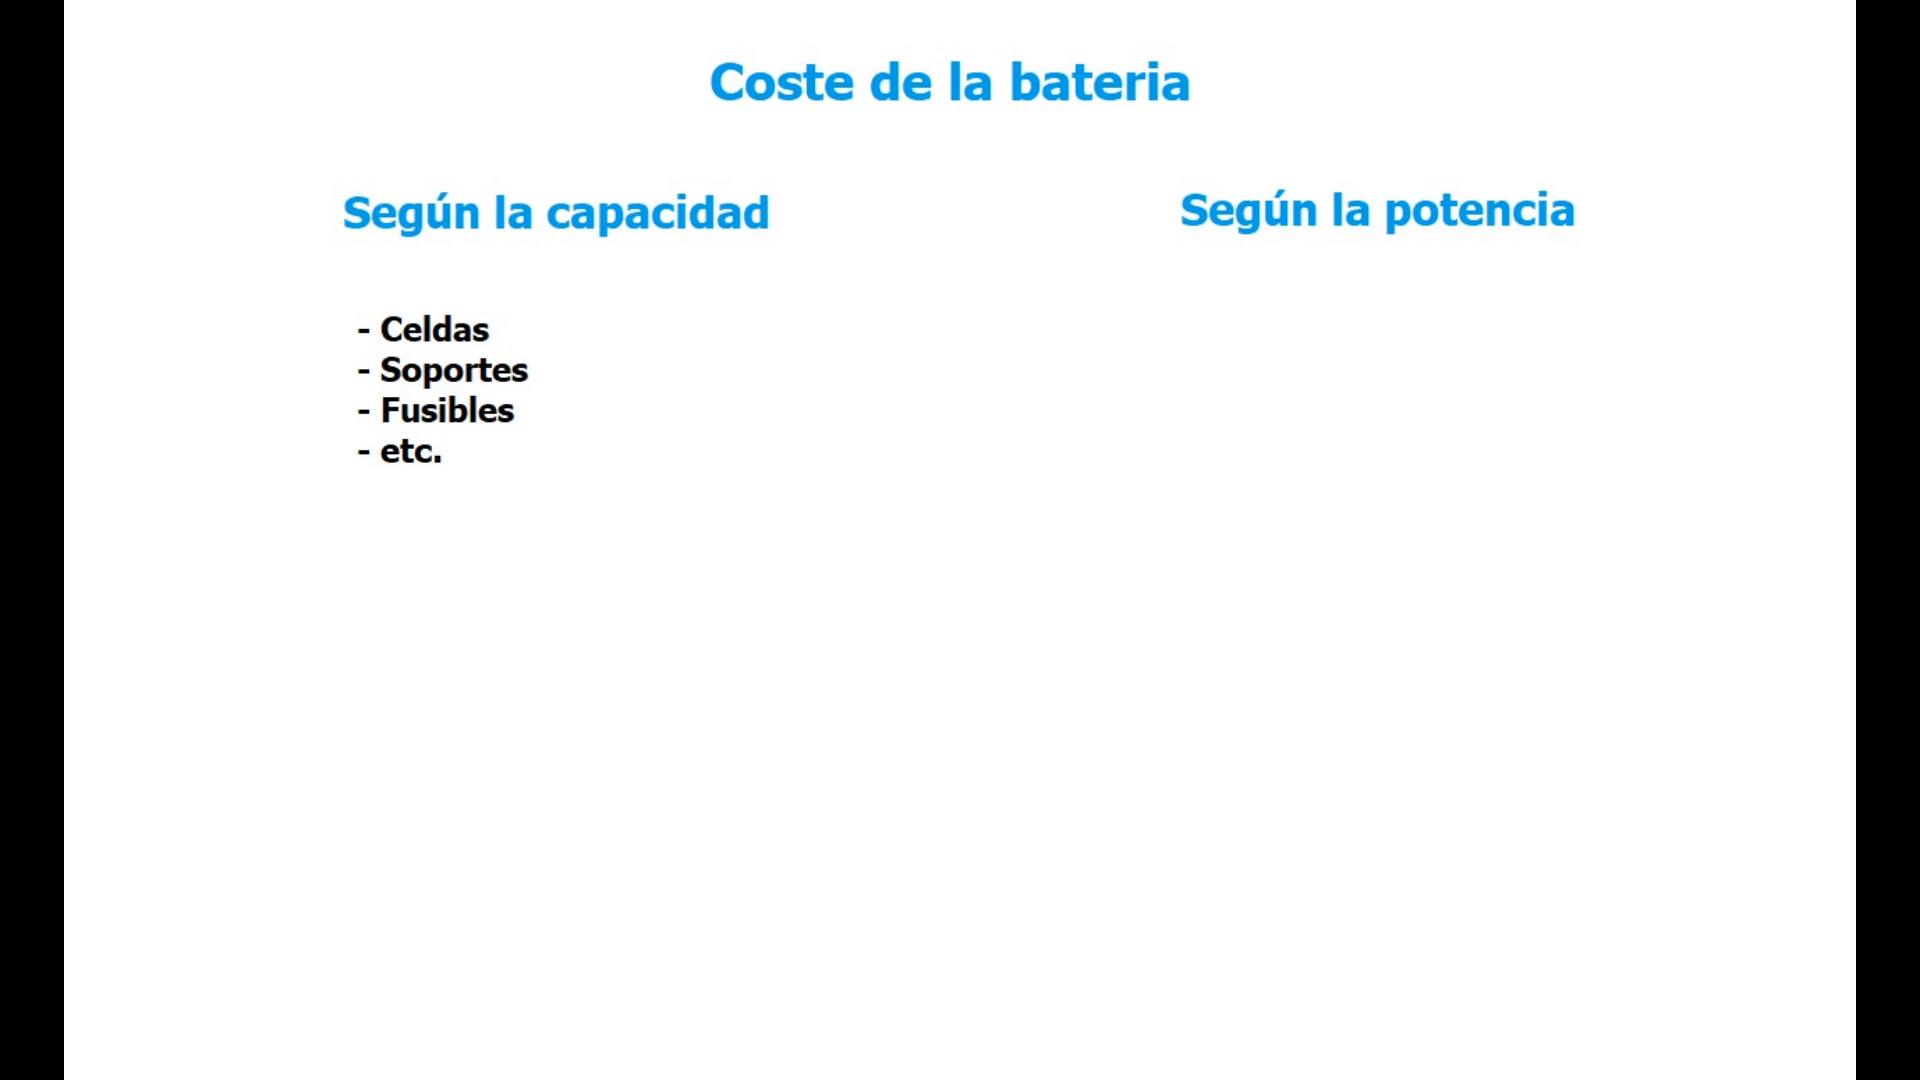 Coste de la bateria
Según la capacidad
Según la potencia
- Celdas
- Soportes
- Fusibles
- etc.